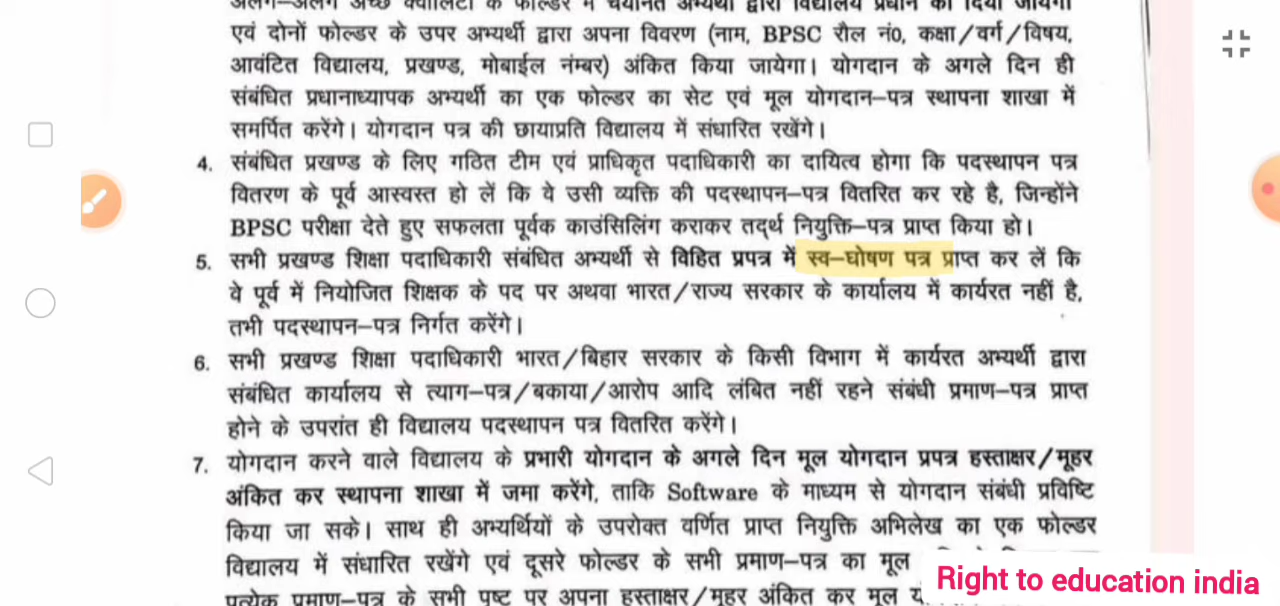 अलग–अलग अच्छे क्वालिटी के फोल्डर में चयनित अभ्यर्थी द्वारा विद्यालय प्रधान को दिया जायेगा
एवं दोनों फोल्डर के उपर अभ्यर्थी द्वारा अपना विवरण (नाम, BPSC रौल नं0, कक्षा/वर्ग/विषय,
आवंटित विद्यालय, प्रखण्ड, मोबाईल नंम्बर) अंकित किया जायेगा। योगदान के अगले दिन ही
संबंधित प्रधानाध्यापक अभ्यर्थी का एक फोल्डर का सेट एवं मूल योगदान–पत्र स्थापना शाखा में
समर्पित करेंगे। योगदान पत्र की छायाप्रति विद्यालय में संधारित रखेंगे।
4. संबंधित प्रखण्ड के लिए गठित टीम एवं प्राधिकृत पदाधिकारी का दायित्व होगा कि पदस्थापन पत्र
वितरण के पूर्व आस्वस्त हो लें कि वे उसी व्यक्ति की पदस्थापन–पत्र वितरित कर रहे है, जिन्होंने
BPSC परीक्षा देते हुए सफलता पूर्वक काउंसिलिंग कराकर तदर्थ नियुक्ति–पत्र प्राप्त किया हो।
5. सभी प्रखण्ड शिक्षा पदाधिकारी संबंधित अभ्यर्थी से विहित प्रपत्र में स्व–घोषण पत्र प्राप्त कर लें कि
वे पूर्व में नियोजित शिक्षक के पद पर अथवा भारत/राज्य सरकार के कार्यालय में कार्यरत नहीं है,
तभी पदस्थापन–पत्र निर्गत करेंगे।
6. सभी प्रखण्ड शिक्षा पदाधिकारी भारत/बिहार सरकार के किसी विभाग में कार्यरत अभ्यर्थी द्वारा
संबंधित कार्यालय से त्याग–पत्र/बकाया/आरोप आदि लंबित नहीं रहने संबंधी प्रमाण–पत्र प्राप्त
होने के उपरांत ही विद्यालय पदस्थापन पत्र वितरित करेंगे।
7. योगदान करने वाले विद्यालय के प्रभारी योगदान के अगले दिन मूल योगदान प्रपत्र हस्ताक्षर/मूहर
अंकित कर स्थापना शाखा में जमा करेंगे, ताकि Software के माध्यम से योगदान संबंधी प्रविष्टि
किया जा सके। साथ ही अभ्यर्थियों के उपरोक्त वर्णित प्राप्त नियुक्ति अभिलेख का एक फोल्डर
विद्यालय में संधारित रखेंगे एवं दूसरे फोल्डर के सभी प्रमाण–पत्र का मूल
प्रत्येक प्रमाण–पत्र के सभी पृष्ट पर अपना हस्ताक्षर/मूहर अंकित कर मूल
Right to education india